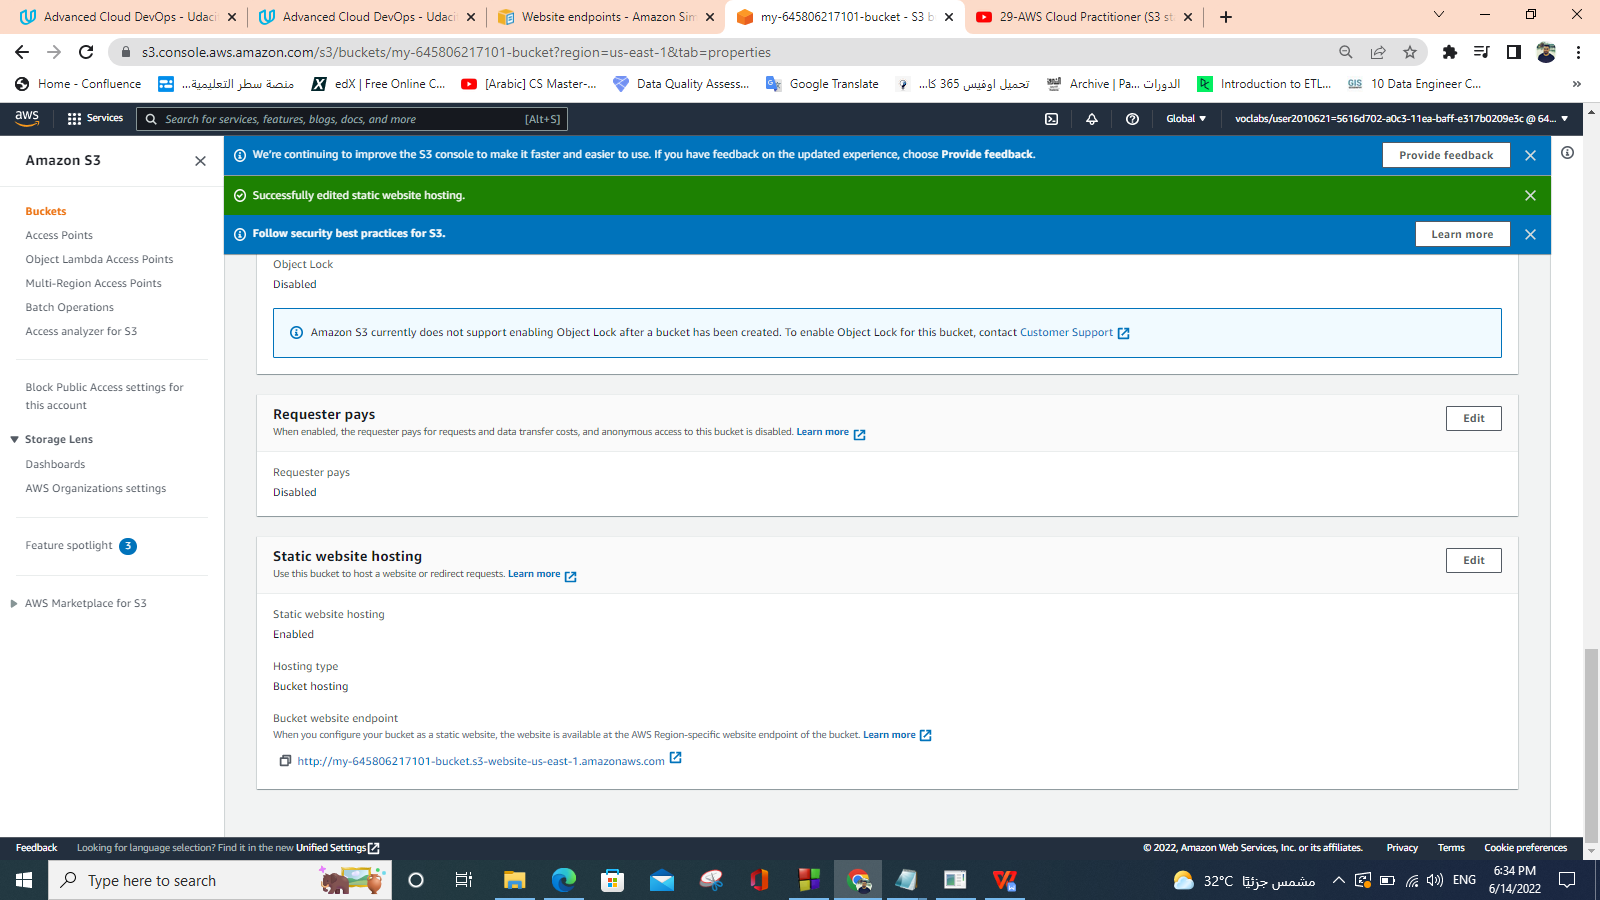 Advanced Cloud DevOps - Udaci
Advanced Cloud DevOps - Udaci
Website endpoints - Amazon Sim
my-645806217101-bucket - S3 b
29-AWS Cloud Practitioner (S3 st
s3.console.aws.amazon.com/s3/buckets/my-645806217101-bucket?region=us-east-1&tab=properties
Home - Confluence
منصة سطر التعليمية...
edX | Free Online C...
[Arabic] CS Master-...
Data Quality Assess...
Google Translate
تحميل اوفيس 365 كا...
Archive | Pa... الدورات
Introduction to ETL...
GIS 10 Data Engineer C...
»
aws
Services
Search for services, features, blogs, docs, and more [Alt+S]
Global
voclabs/user2010621=5616d702-a0c3-11ea-baff-e317b0209e3c @ 64...
Amazon S3
Buckets
Access Points
Object Lambda Access Points
Multi-Region Access Points
Batch Operations
Access analyzer for S3
Block Public Access settings for
this account
Storage Lens
Dashboards
AWS Organizations settings
Feature spotlight 3
AWS Marketplace for S3
We're continuing to improve the S3 console to make it faster and easier to use. If you have feedback on the updated experience, choose Provide feedback.
Provide feedback
Successfully edited static website hosting.
Follow security best practices for S3.
Learn more
Object Lock
Disabled
Amazon S3 currently does not support enabling Object Lock after a bucket has been created. To enable Object Lock for this bucket, contact Customer Support
Requester pays
Edit
When enabled, the requester pays for requests and data transfer costs, and anonymous access to this bucket is disabled. Learn more
Requester pays
Disabled
Static website hosting
Edit
Use this bucket to host a website or redirect requests. Learn more
Static website hosting
Enabled
Hosting type
Bucket hosting
Bucket website endpoint
When you configure your bucket as a static website, the website is available at the AWS Region-specific website endpoint of the bucket. Learn more
http://my-645806217101-bucket.s3-website-us-east-1.amazonaws.com
Feedback
Looking for language selection? Find it in the new Unified Settings
© 2022, Amazon Web Services, Inc. or its affiliates.
Privacy
Terms
Cookie preferences
Type here to search
32°C مشمس جزئيًا
ENG
6:34 PM
6/14/2022